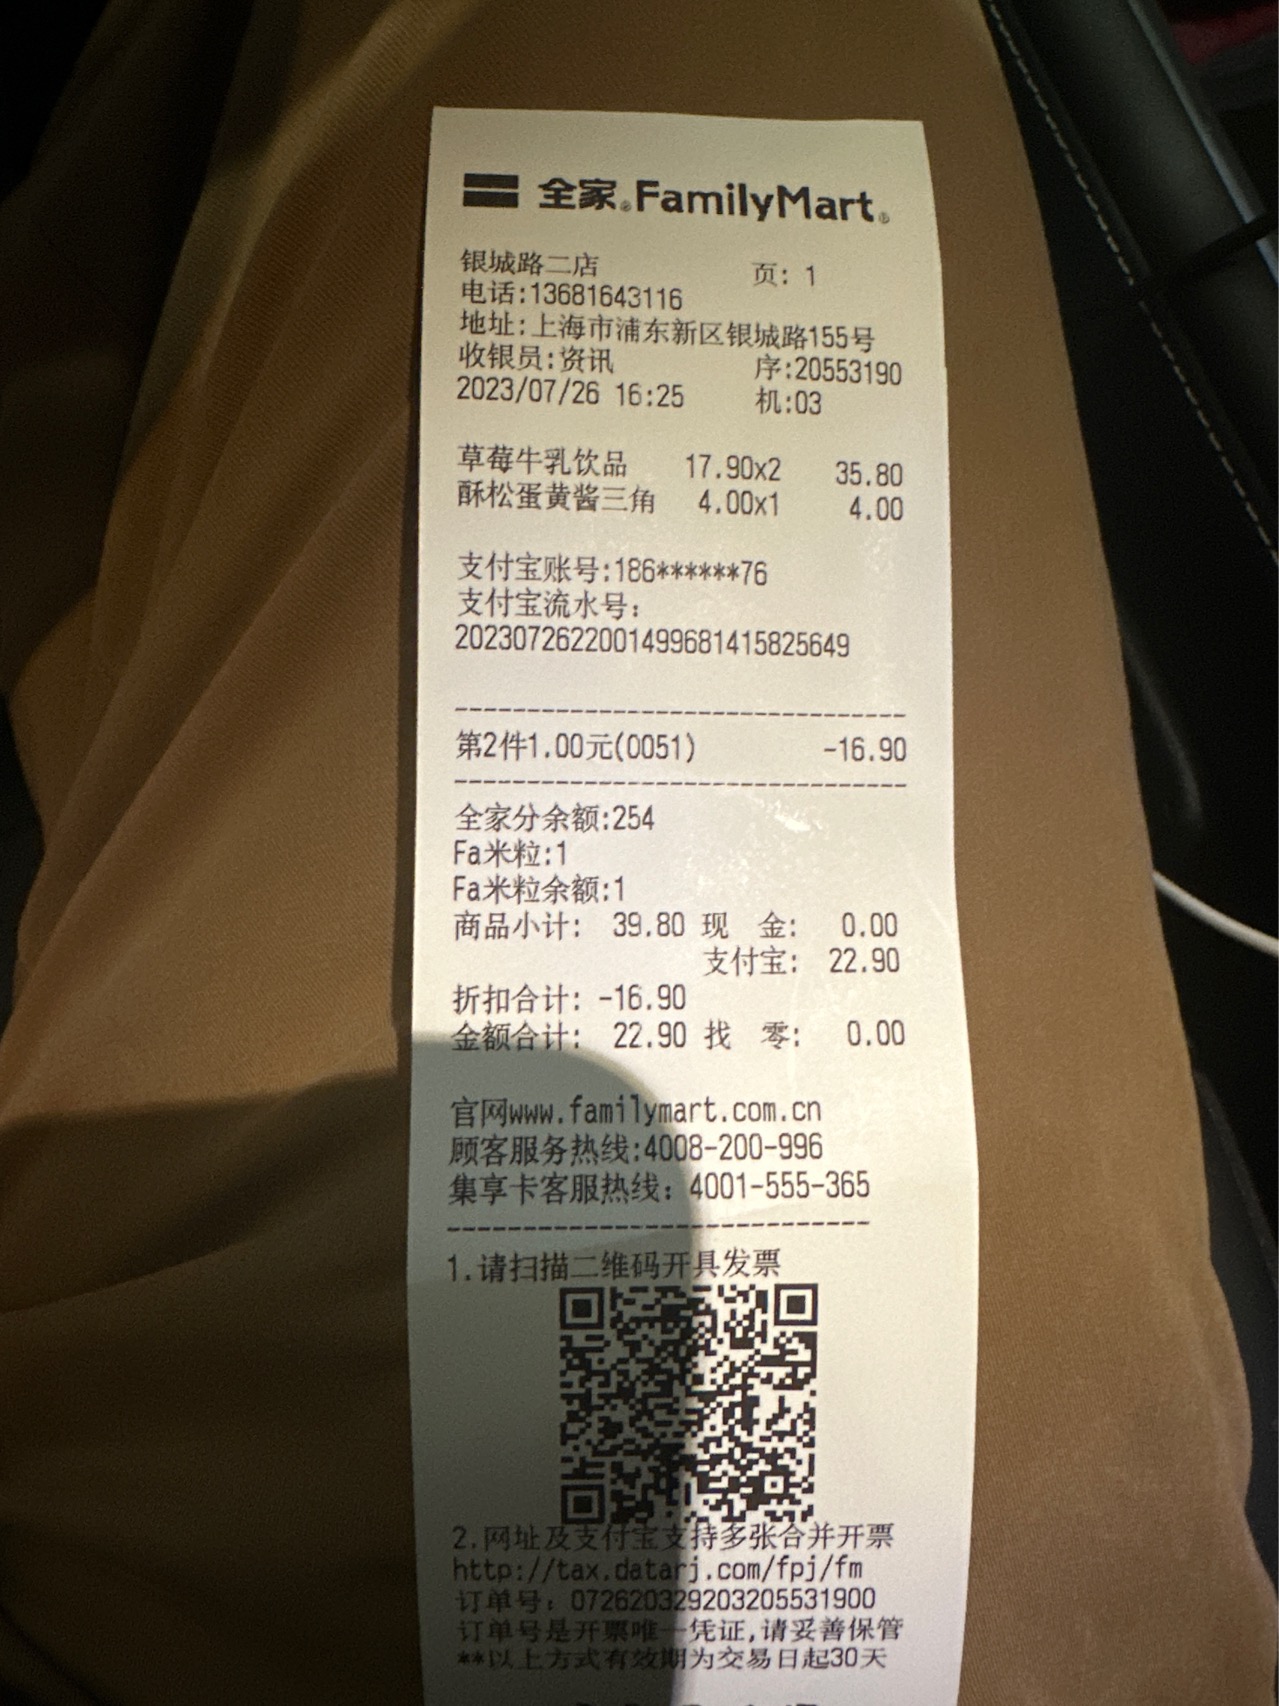 全家®FamilyMart®
银城路二店 页: 1
电话:13681643116
地址:上海市浦东新区银城路155号
收银员:资讯 序:20553190
2023/07/26 16:25 机:03
草莓牛乳饮品 17.90x2 35.80
酥松蛋黄酱三角 4.00x1 4.00
支付宝账号:186******76
支付宝流水号:
2023072622001499681415825649
第2件1.00元(0051) -16.90
全家分余额:254
Fa米粒:1
Fa米粒余额:1
商品小计: 39.80 现 金: 0.00
支付宝: 22.90
折扣合计: -16.90
金额合计: 22.90 找 零: 0.00
官网www.familymart.com.cn
顾客服务热线:4008-200-996
集享卡客服热线: 4001-555-365
1.请扫描二维码开具发票
2.网址及支付宝支持多张合并开票
http://tax.datarj.com/fpj/fm
订单号: 072620329203205531900
订单号是开票唯一凭证,请妥善保管
**以上方式有效期为交易日起30天